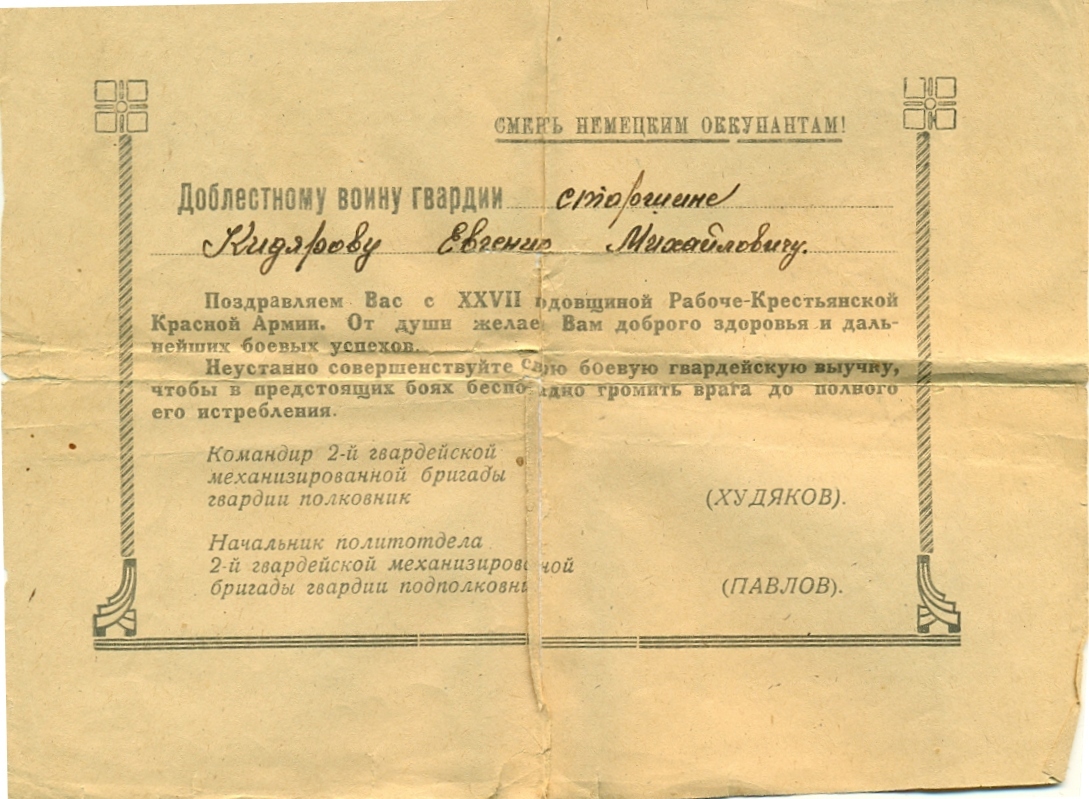 СМЕРТЬ НЕМЕЦКИМ ОККУПАНТАМ!
Доблестному воину гвардии старшине
Кидярову Евгению Михайловичу.
Поздравляем Вас с XXVII годовщиной Рабоче-Крестьянской
Красной Армии. От души желаем Вам доброго здоровья и даль-
нейших боевых успехов.
Неустанно совершенствуйте свою боевую гвардейскую выучку,
чтобы в предстоящих боях беспощадно громить врага до полного
его истребления.
Командир 2-й гвардейской
механизированной бригады
гвардии полковник (ХУДЯКОВ).
Начальник политотдела
2-й гвардейской механизированной
бригады гвардии подполковник (ПАВЛОВ).